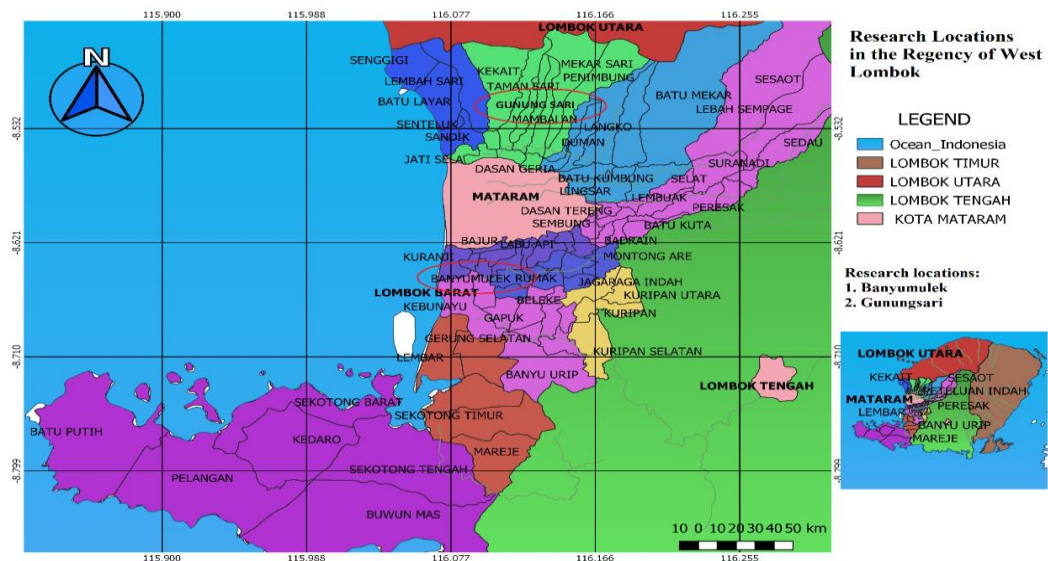 115.900 115.988 116.077 116.166 116.255
N
LOMBOK UTARA
SENGGIGI
MEKAR SARI
KEKAIT
LEMBAH SARI
PENIMBUNG
SESAOT
TAMAN SARI
BATU LAYAR
BATU MEKAR
GUNUNG SARI
LEBAH SEMPAGE
MAMBALAN
SENTELUK
LANGKO
-8.532 -8.532
SANDIK
DUMAN
SEDAU
JATI SELA
DASAN GERIA
SURANADI
BATU KUMBUNG
SELAT
LINGSAR
MATARAM
LEMBUAK
DASAN TERENG
PERESAK
SEMBUNG
BATU KUTA
BAJUR
LABU API
BADRAIN
-8.621 -8.621
KURANJI
MONTONG ARE
BANYUMULEK RUMAK
JAGARAGA INDAH
LOMBOK BARAT
KURIPAN UTARA
BELEKE
KEBUNAYU
GAPUK
KURIPAN
GERUNG SELATAN
LEMBAR
KURIPAN SELATAN
-8.710 -8.710
BANYU URIP
LOMBOK TENGAH
SEKOTONG BARAT
SEKOTONG TIMUR
BATU PUTIH
KEDARO
MAREJE
SEKOTONG TENGAH
-8.799 -8.799
PELANGAN
BUWUN MAS
10 0 10 20 30 40 50 km
115.900 115.988 116.077 116.166 116.255
Research Locations
in the Regency of West
Lombok
LEGEND
Ocean_Indonesia
LOMBOK TIMUR
LOMBOK UTARA
LOMBOK TENGAH
KOTA MATARAM
Research locations:
1. Banyumulek
2. Gunungsari
LOMBOK UTARA
KEKAIT
SESAOT
PETELUAN INDAH
MATARAM
PERESAK
LEMBAR
BANYU URIP
MAREJE